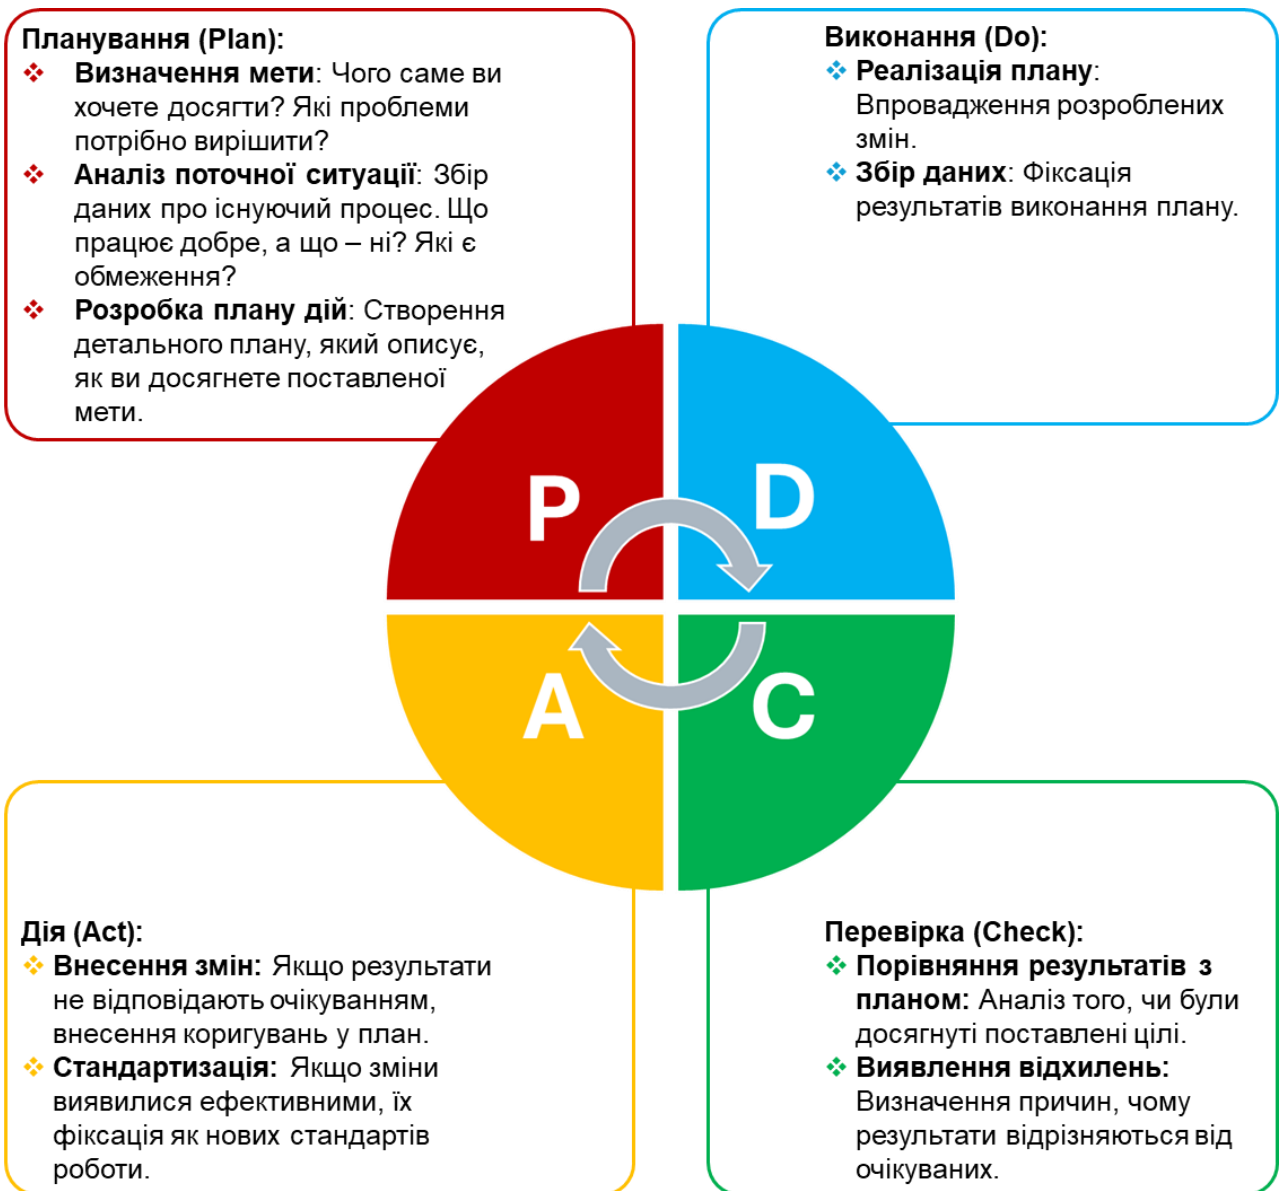 Планування (Plan):
❖ Визначення мети: Чого саме ви
хочете досягти? Які проблеми
потрібно вирішити?
❖ Аналіз поточної ситуації: Збір
даних про існуючий процес. Що
працює добре, а що – ні? Які є
обмеження?
❖ Розробка плану дій: Створення
детального плану, який описує,
як ви досягнете поставленої
мети.
Виконання (Do):
❖ Реалізація плану:
Впровадження розроблених
змін.
❖ Збір даних: Фіксація
результатів виконання плану.
P
D
A
C
Дія (Act):
❖ Внесення змін: Якщо результати
не відповідають очікуванням,
внесення коригувань у план.
❖ Стандартизація: Якщо зміни
виявилися ефективними, їх
фіксація як нових стандартів
роботи.
Перевірка (Check):
❖ Порівняння результатів з
планом: Аналіз того, чи були
досягнуті поставлені цілі.
❖ Виявлення відхилень:
Визначення причин, чому
результати відрізняються від
очікуваних.